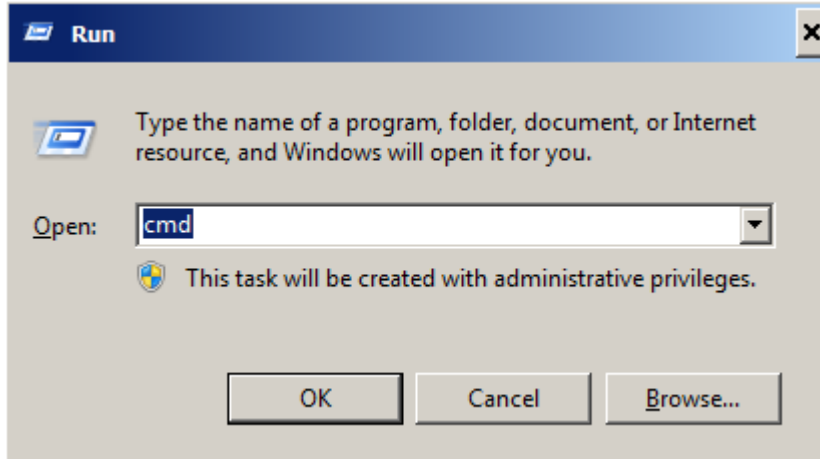 Run
Type the name of a program, folder, document, or Internet
resource, and Windows will open it for you.
Open: cmd
This task will be created with administrative privileges.
OK Cancel Browse...